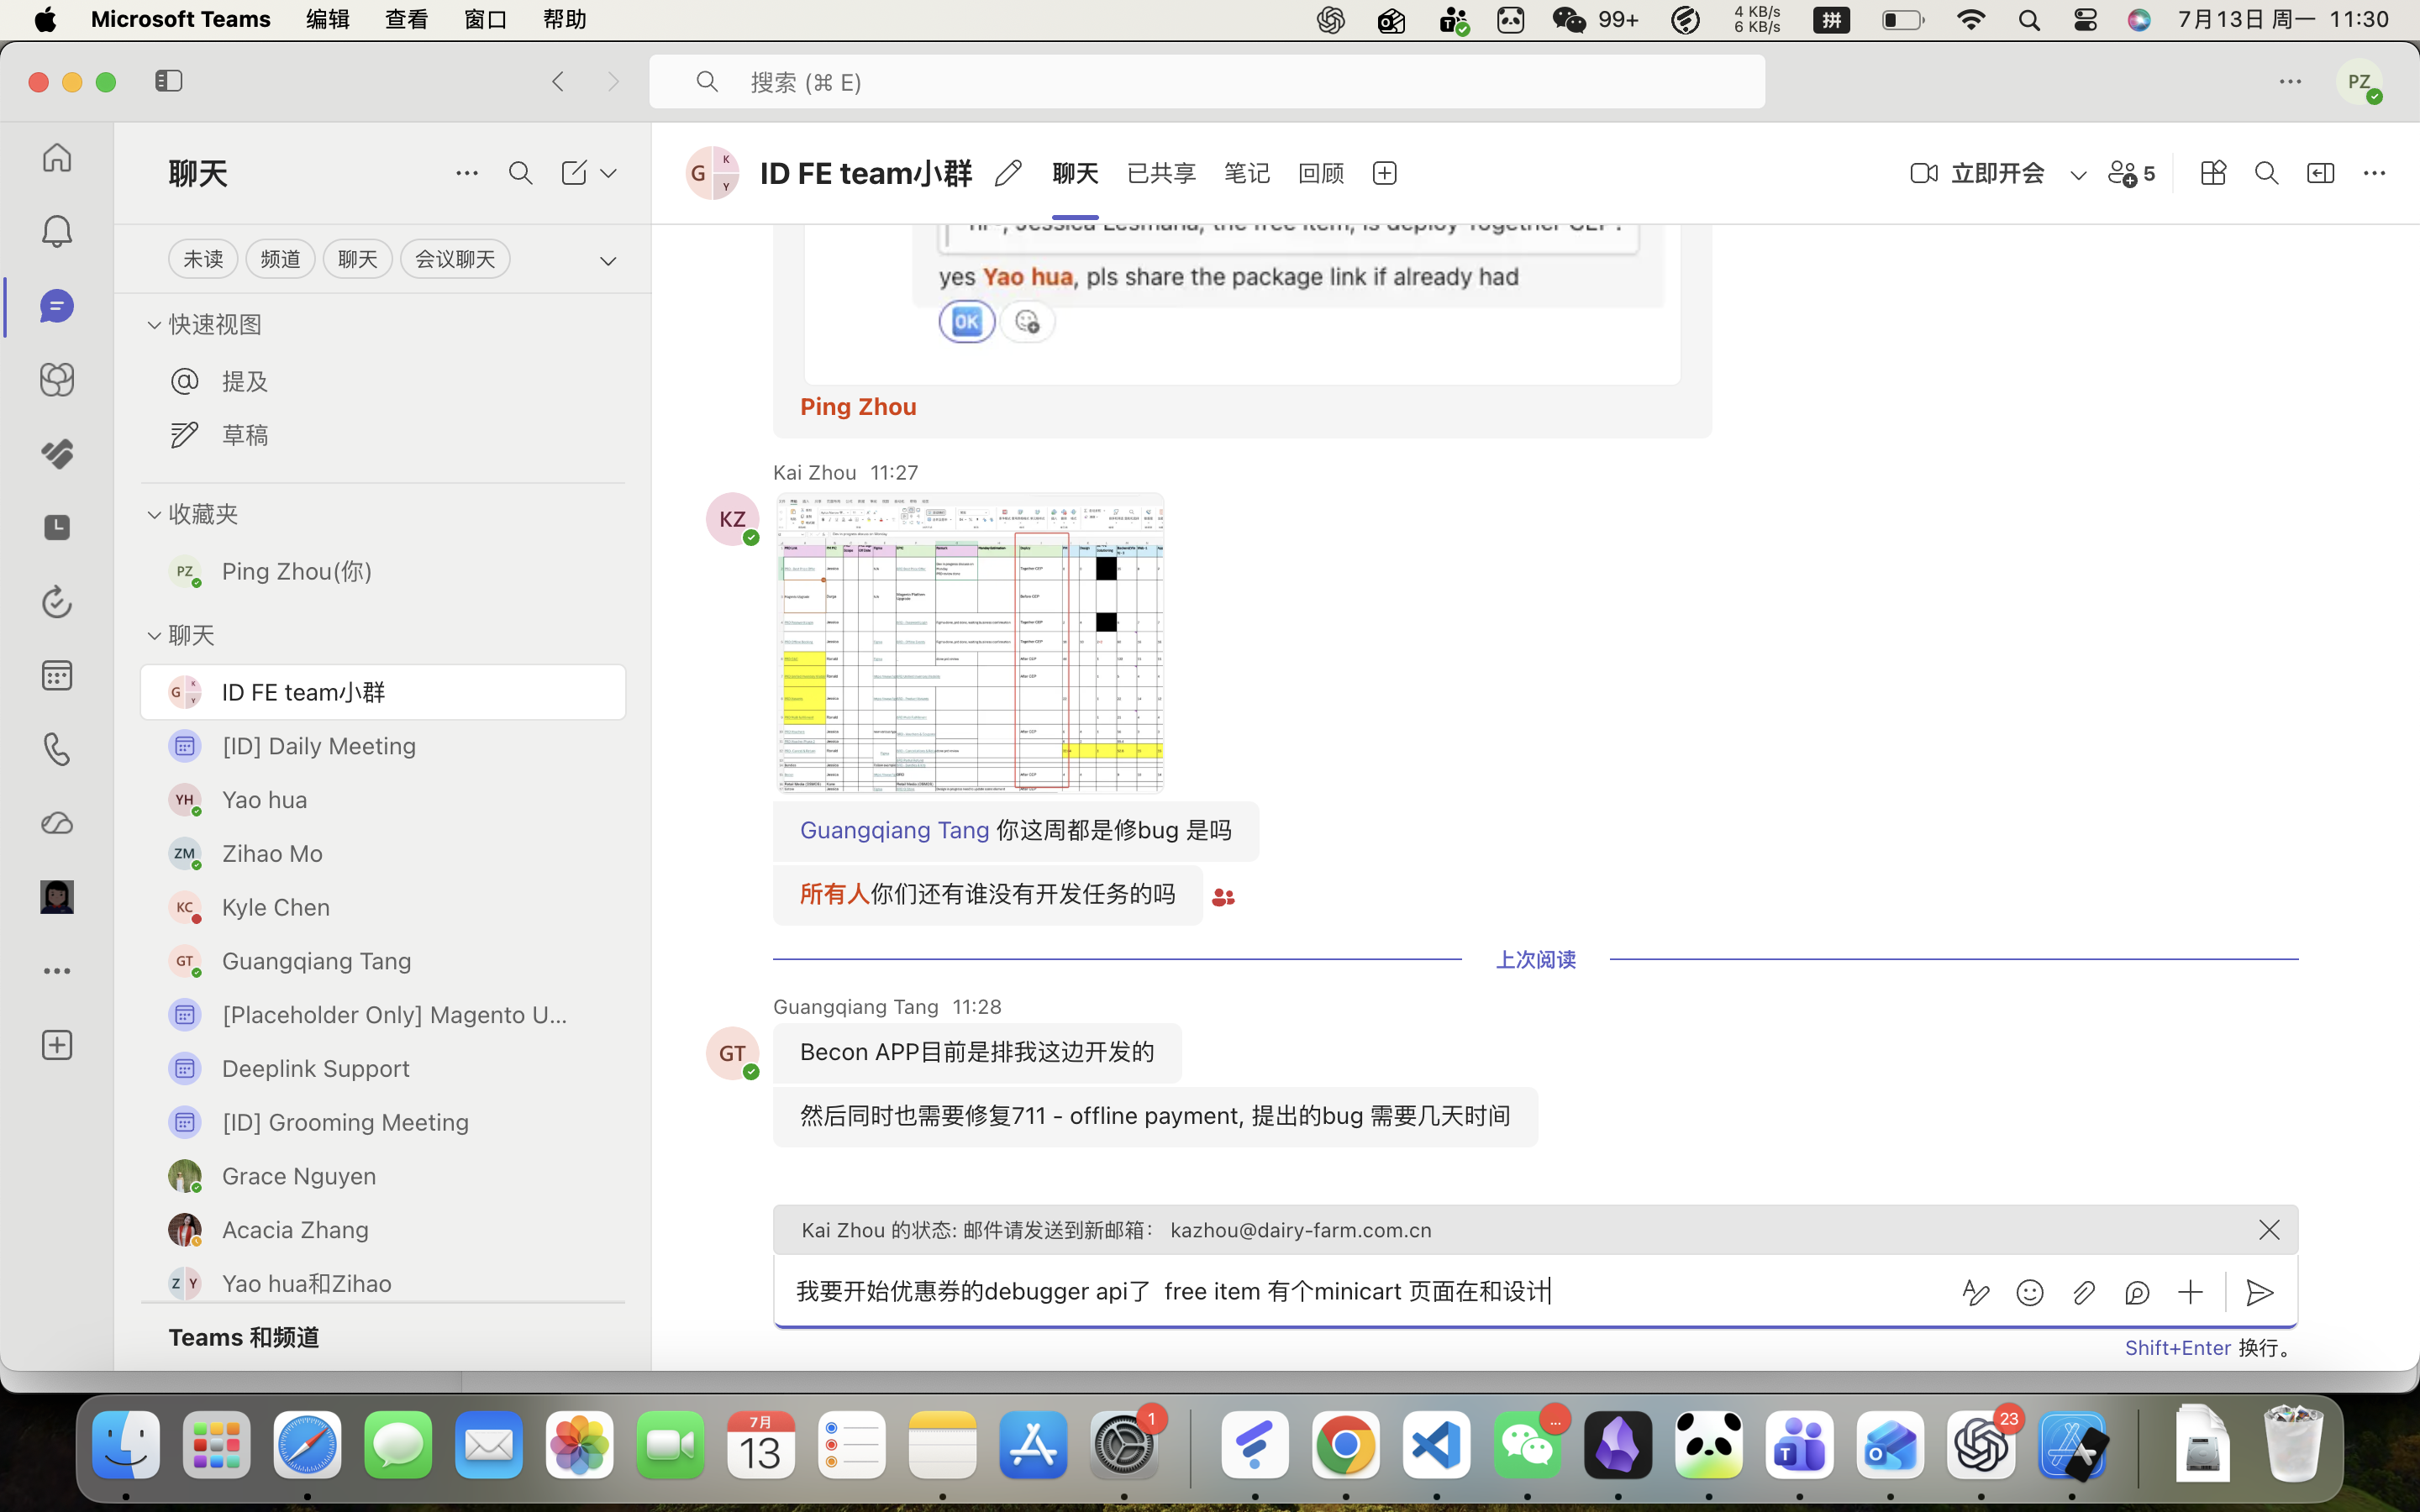 Microsoft Teams 编辑 查看 窗口 帮助 99+ 4 KB/s 6 KB/s 拼 7月13日 周一 11:30
搜索 (⌘ E) PZ
聊天
未读 频道 聊天 会议聊天
快速视图
提及
草稿
收藏夹
PZ Ping Zhou(你)
聊天
G K Y ID FE team小群
[ID] Daily Meeting
YH Yao hua
ZM Zihao Mo
KC Kyle Chen
GT Guangqiang Tang
[Placeholder Only] Magento U...
Deeplink Support
[ID] Grooming Meeting
Grace Nguyen
Acacia Zhang
Z Y Yao hua和Zihao
Teams 和频道
G K Y ID FE team小群 聊天 已共享 笔记 回顾 立即开会 5
yes Yao hua, pls share the package link if already had
OK
Ping Zhou
Kai Zhou 11:27
KZ
Guangqiang Tang 你这周都是修bug 是吗
所有人你们还有谁没有开发任务的吗
上次阅读
Guangqiang Tang 11:28
GT
Becon APP目前是排我这边开发的
然后同时也需要修复711 - offline payment, 提出的bug 需要几天时间
Kai Zhou 的状态: 邮件请发送到新邮箱： kazhou@dairy-farm.com.cn
我要开始优惠券的debugger api了 free item 有个minicart 页面在和设计
Shift+Enter 换行。
7月
13
1
...
23